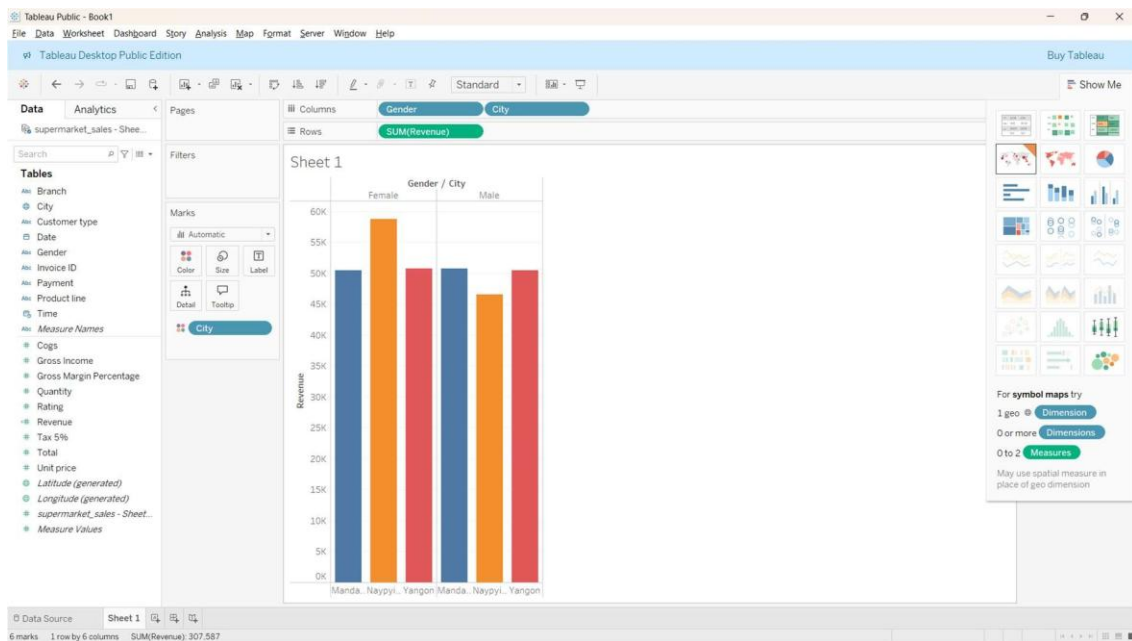 Tableau Public - Book1
File Data Worksheet Dashboard Story Analysis Map Format Server Window Help
Tableau Desktop Public Edition
Buy Tableau
Standard
Show Me
Data Analytics
supermarket_sales - Shee...
Search
Tables
Abc Branch
City
Abc Customer type
Date
Abc Gender
Abc Invoice ID
Abc Payment
Abc Product line
Time
Abc Measure Names
# Cogs
# Gross Income
# Gross Margin Percentage
# Quantity
# Rating
=# Revenue
# Tax 5%
# Total
# Unit price
Latitude (generated)
Longitude (generated)
# supermarket_sales - Sheet...
# Measure Values
Pages
Filters
Marks
Automatic
Color Size Label
Detail Tooltip
City
Columns Gender City
Rows SUM(Revenue)
Sheet 1
Gender / City
Female Male
60K
55K
50K
45K
40K
35K
30K
25K
20K
15K
10K
5K
0K
Revenue
Manda.. Naypyi.. Yangon Manda.. Naypyi.. Yangon
For symbol maps try
1 geo Dimension
0 or more Dimensions
0 to 2 Measures
May use spatial measure in
place of geo dimension
Data Source Sheet 1
6 marks 1 row by 6 columns SUM(Revenue): 307,587